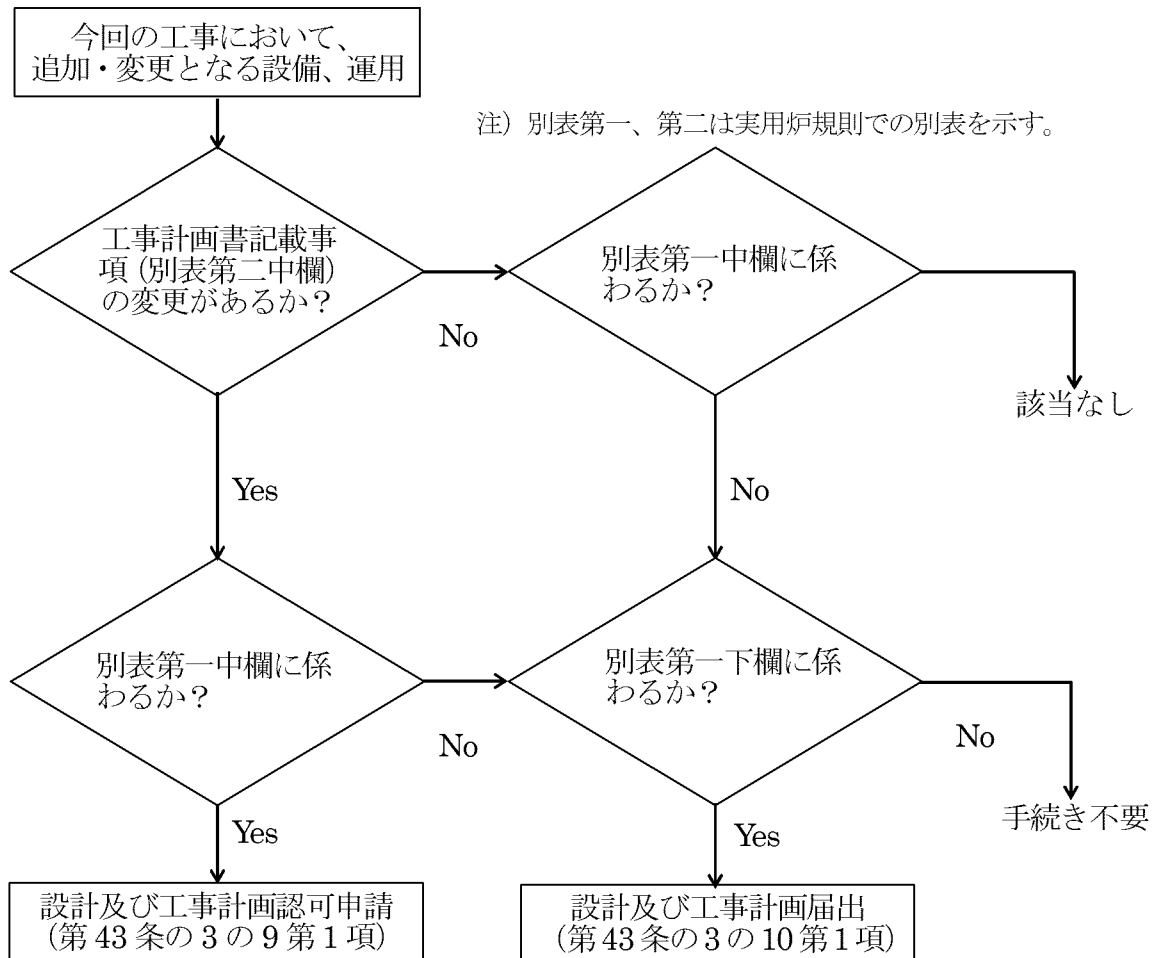 今回の工事において、
追加・変更となる設備、運用
注）別表第一、第二は実用炉規則での別表を示す。
工事計画書記載事
項（別表第二中欄）
の変更があるか？
No
別表第一中欄に係
わるか？
該当なし
Yes
No
別表第一中欄に係
わるか？
No
別表第一下欄に係
わるか？
No
手続き不要
Yes
Yes
設計及び工事計画認可申請
（第 43 条の 3 の 9 第 1 項）
設計及び工事計画届出
（第 43 条の 3 の 10 第 1 項）